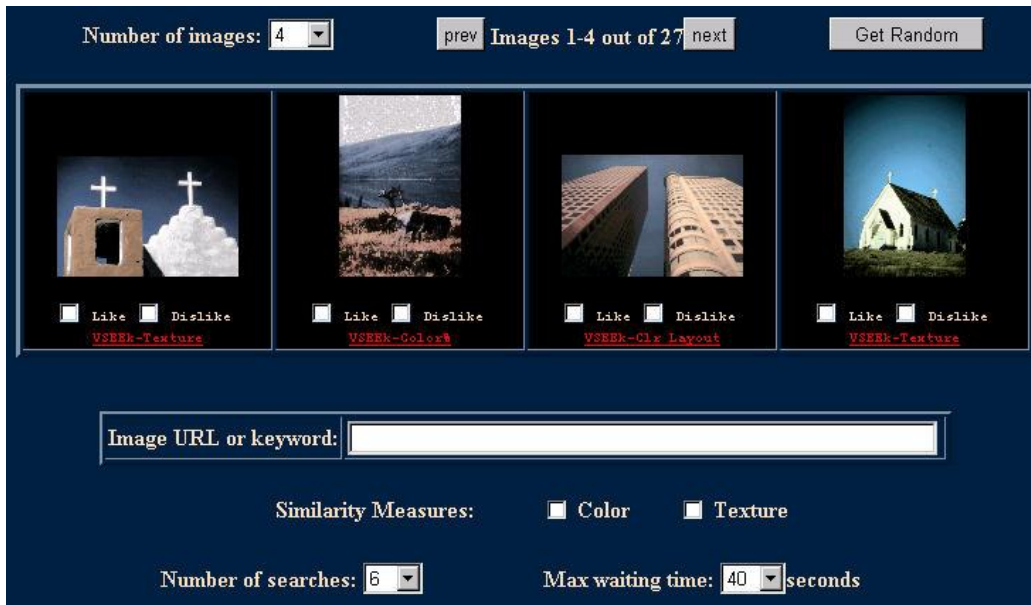 Number of images: 4 prev Images 1-4 out of 27 next Get Random
Like Dislike Like Dislike Like Dislike Like Dislike
VSEEk-Texture VSEEk-Color% VSEEk-Clr Layout VSEEk-Texture
Image URL or keyword:
Similarity Measures: Color Texture
Number of searches: 6 Max waiting time: 40 seconds